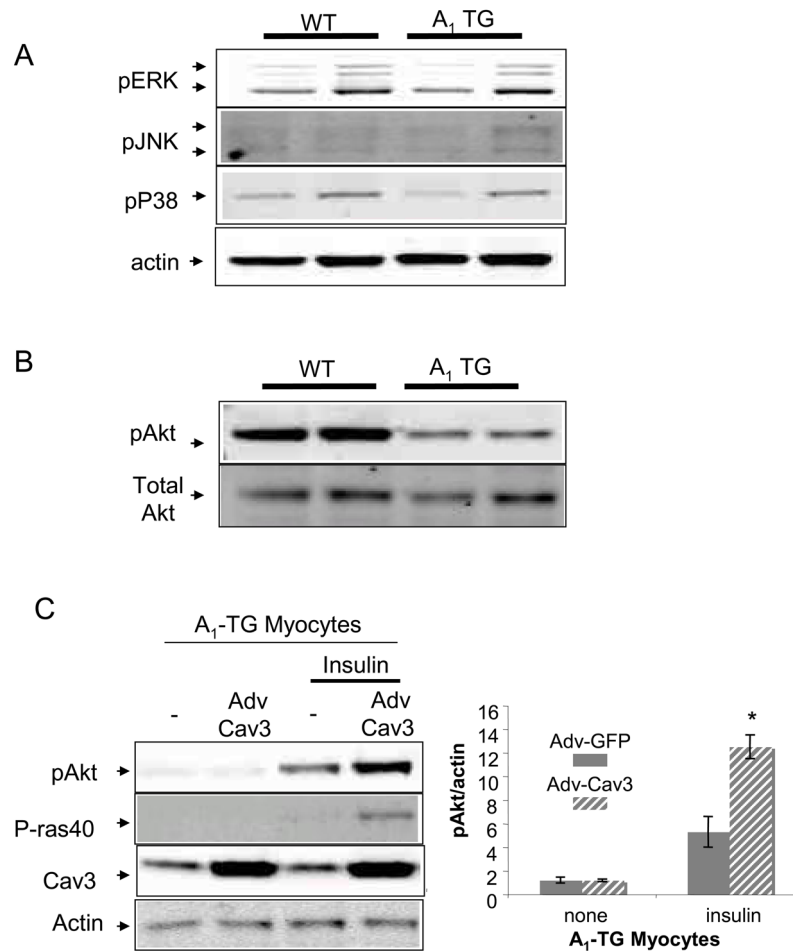 A
WT
A1 TG
pERK
pJNK
pP38
actin
B
WT
A1 TG
pAkt
Total
Akt
C
A1-TG Myocytes
Insulin
-
Adv
Cav3
-
Adv
Cav3
pAkt
P-ras40
Cav3
Actin
pAkt/actin
16
14
12
10
8
6
4
2
0
Adv-GFP
Adv-Cav3
*
none
insulin
A1-TG Myocytes